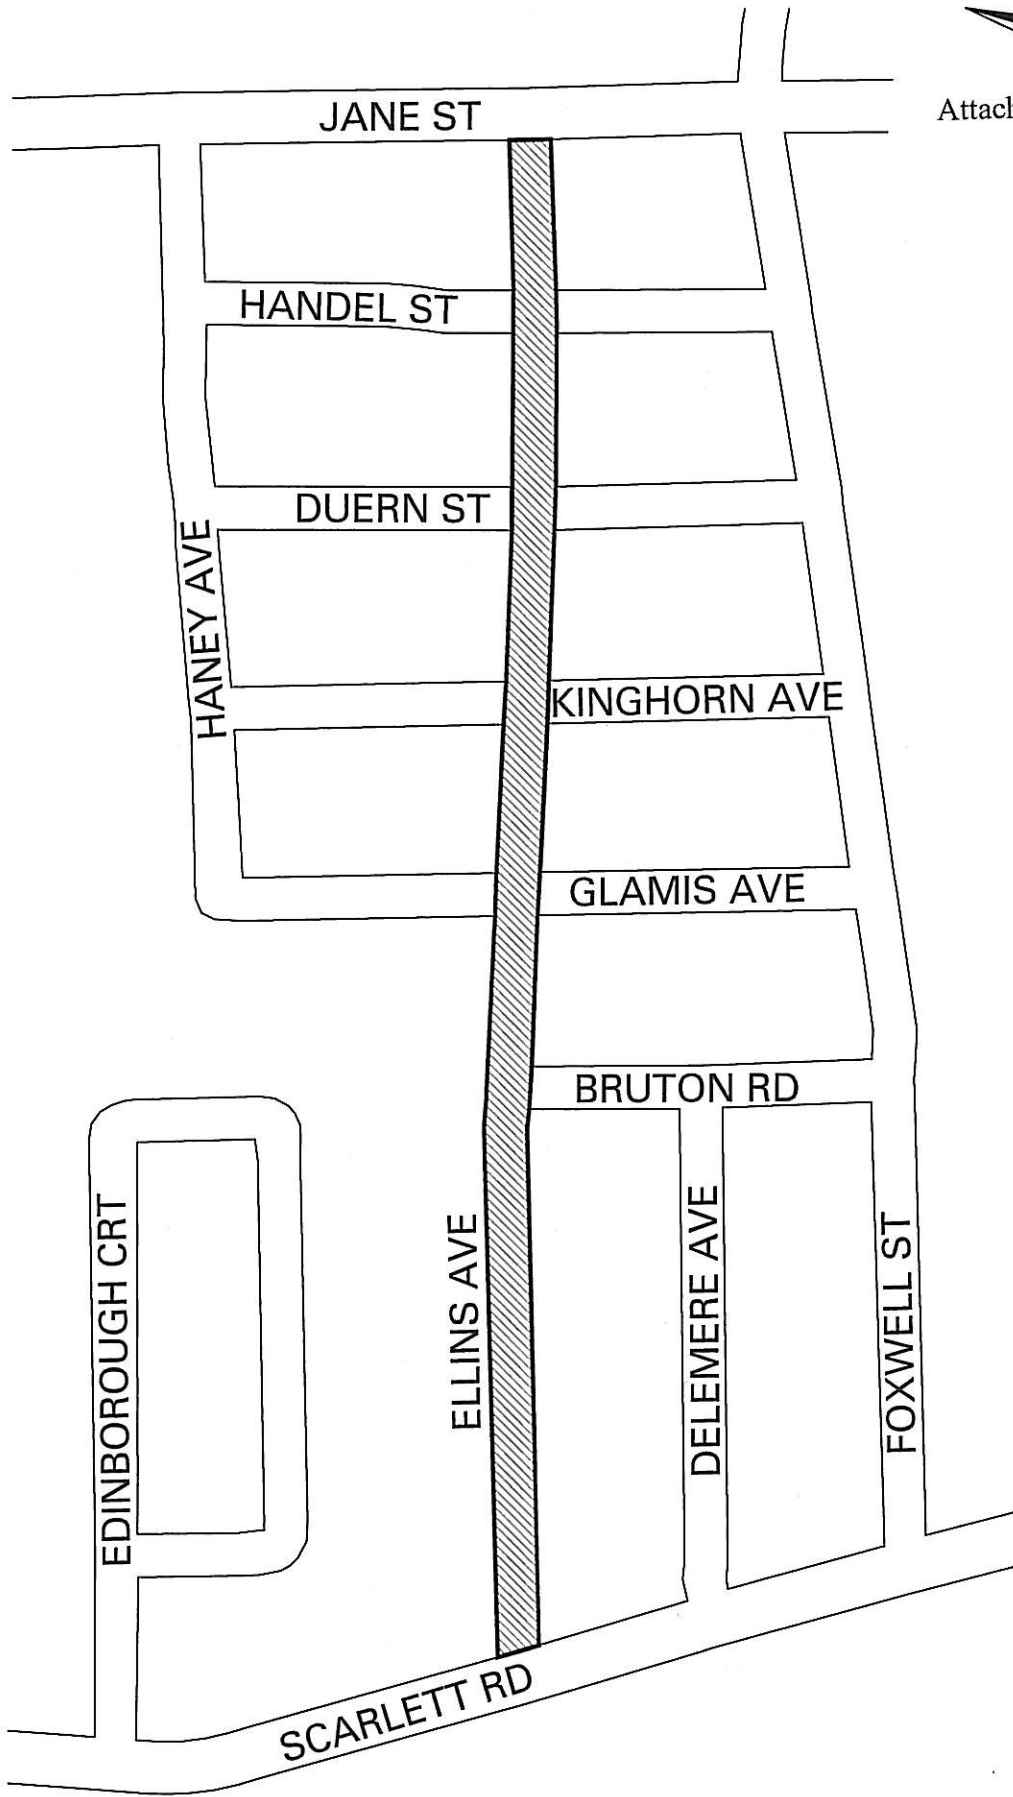 JANE ST
Attach
HANDEL ST
DUERN ST
HANEY AVE
KINGHORN AVE
GLAMIS AVE
BRUTON RD
EDINBOROUGH CRT
ELLINS AVE
DELEMERE AVE
FOXWELL ST
SCARLETT RD